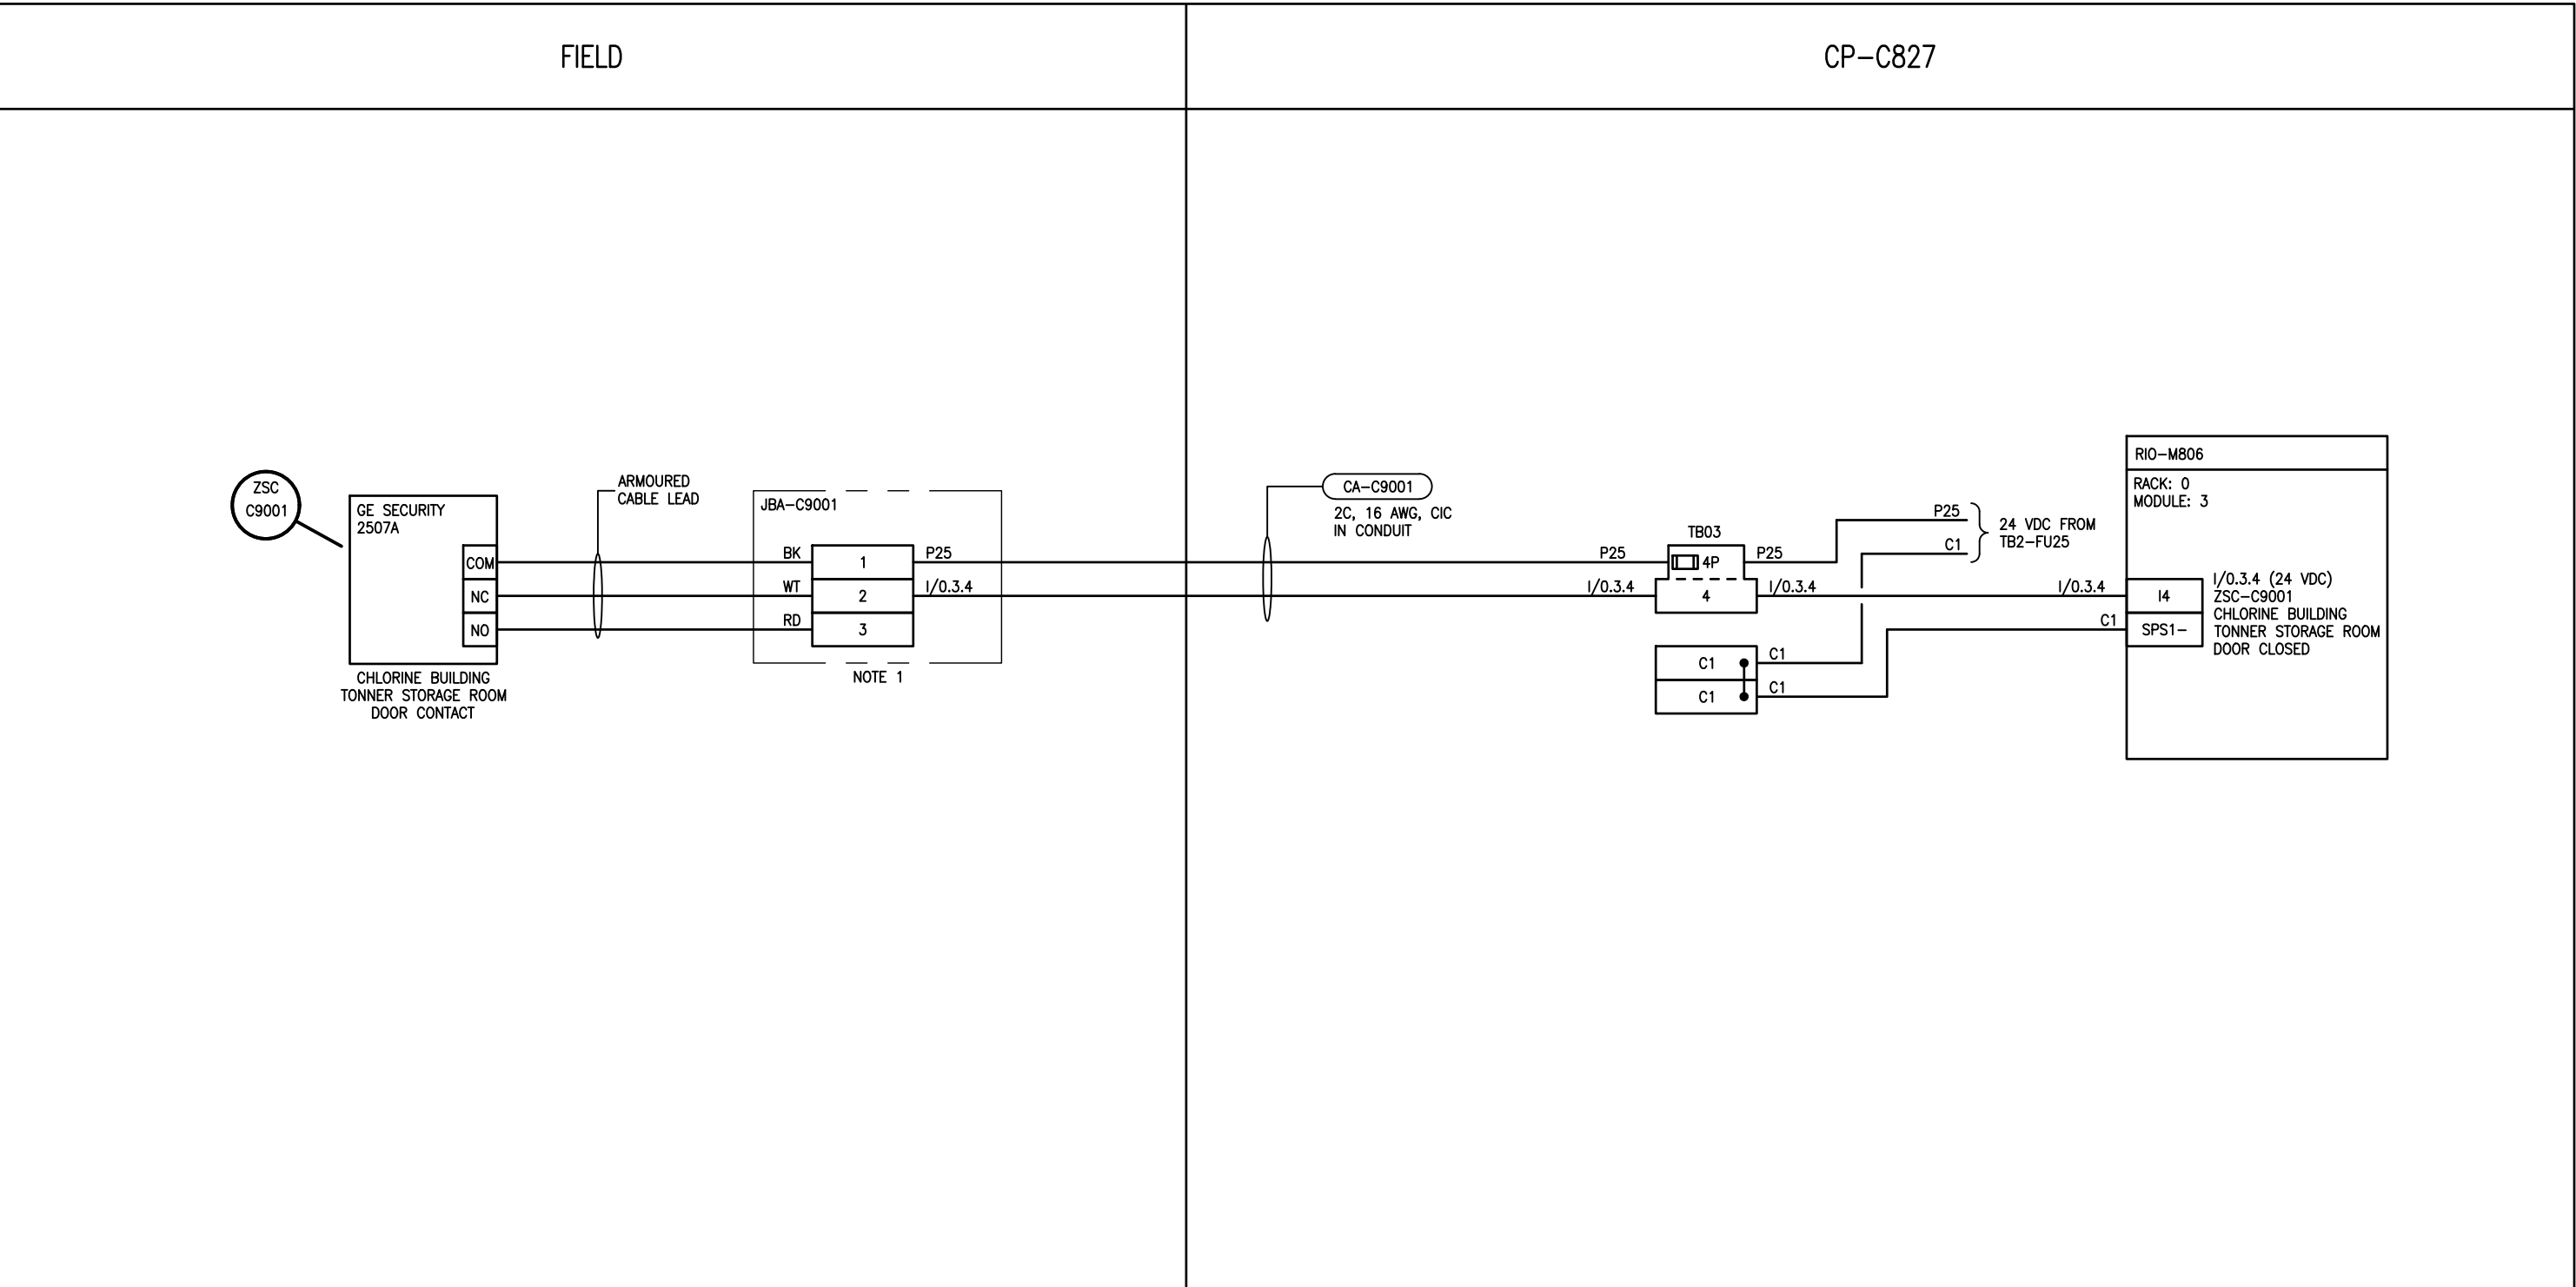 FIELD
CP-C827
ZSC
C9001
GE SECURITY
2507A
COM
NC
NO
CHLORINE BUILDING
TONNER STORAGE ROOM
DOOR CONTACT
ARMOURED
CABLE LEAD
JBA-C9001
BK
1
P25
WT
2
I/0.3.4
RD
3
NOTE 1
CA-C9001
2C, 16 AWG, CIC
IN CONDUIT
TB03
P25
4P
P25
I/0.3.4
4
I/0.3.4
C1
C1
C1
C1
P25
C1
24 VDC FROM
TB2-FU25
I/0.3.4
C1
RIO-M806
RACK: 0
MODULE: 3
I4
SPS1-
I/0.3.4 (24 VDC)
ZSC-C9001
CHLORINE BUILDING
TONNER STORAGE ROOM
DOOR CLOSED